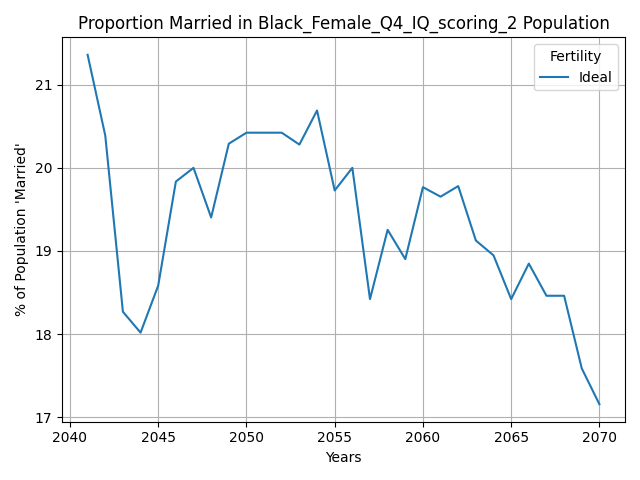 Proportion Married in Black_Female_Q4_IQ_scoring_2 Population
Fertility
Ideal
% of Population 'Married'
21
20
19
18
17
2040 2045 2050 2055 2060 2065 2070
Years